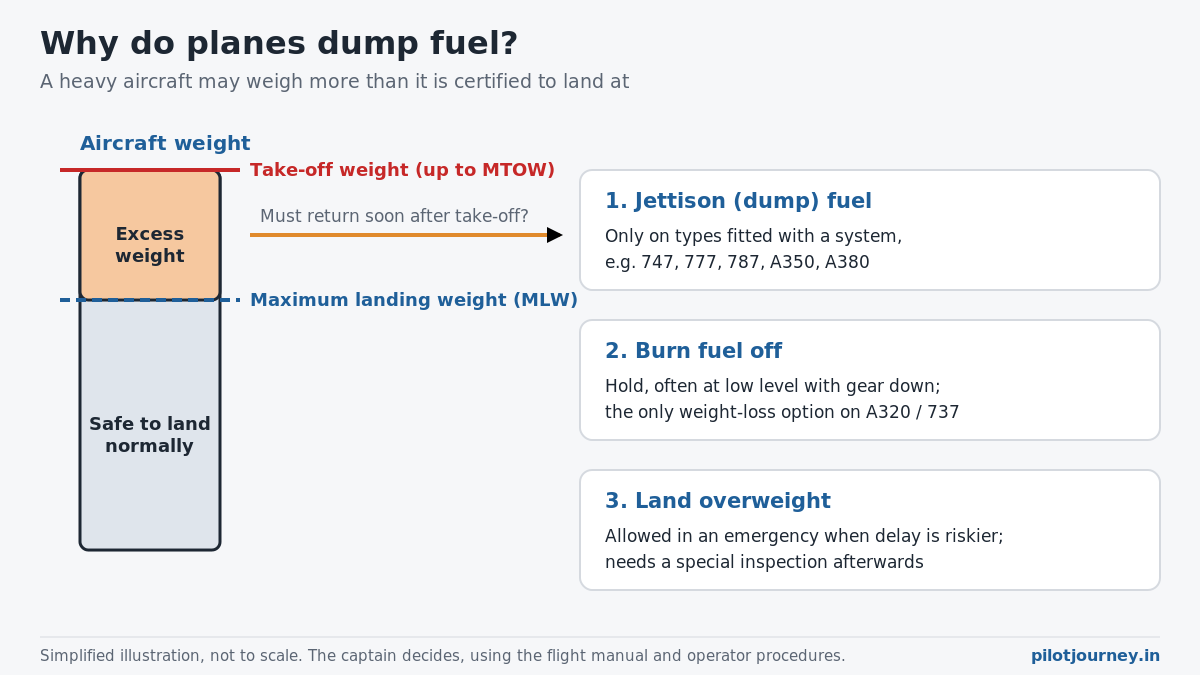 Why do planes dump fuel?
A heavy aircraft may weigh more than it is certified to land at
Aircraft weight
Take-off weight (up to MTOW)
Excess
weight
Must return soon after take-off?
Maximum landing weight (MLW)
Safe to land
normally
1. Jettison (dump) fuel
Only on types fitted with a system,
e.g. 747, 777, 787, A350, A380
2. Burn fuel off
Hold, often at low level with gear down;
the only weight-loss option on A320 / 737
3. Land overweight
Allowed in an emergency when delay is riskier;
needs a special inspection afterwards
Simplified illustration, not to scale. The captain decides, using the flight manual and operator procedures.
pilotjourney.in